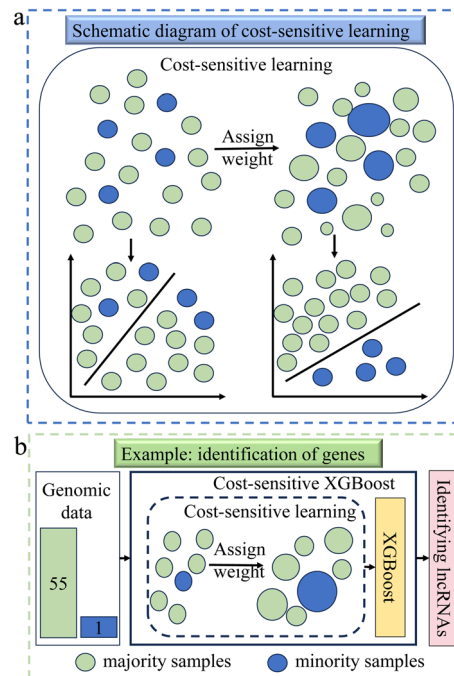 a
Schematic diagram of cost-sensitive learning
Cost-sensitive learning
Assign
weight
b
Example: identification of genes
Genomic
data
55
1
Cost-sensitive XGBoost
Cost-sensitive learning
Assign
weight
XGBoost
Identifying lncRNAs
majority samples
minority samples